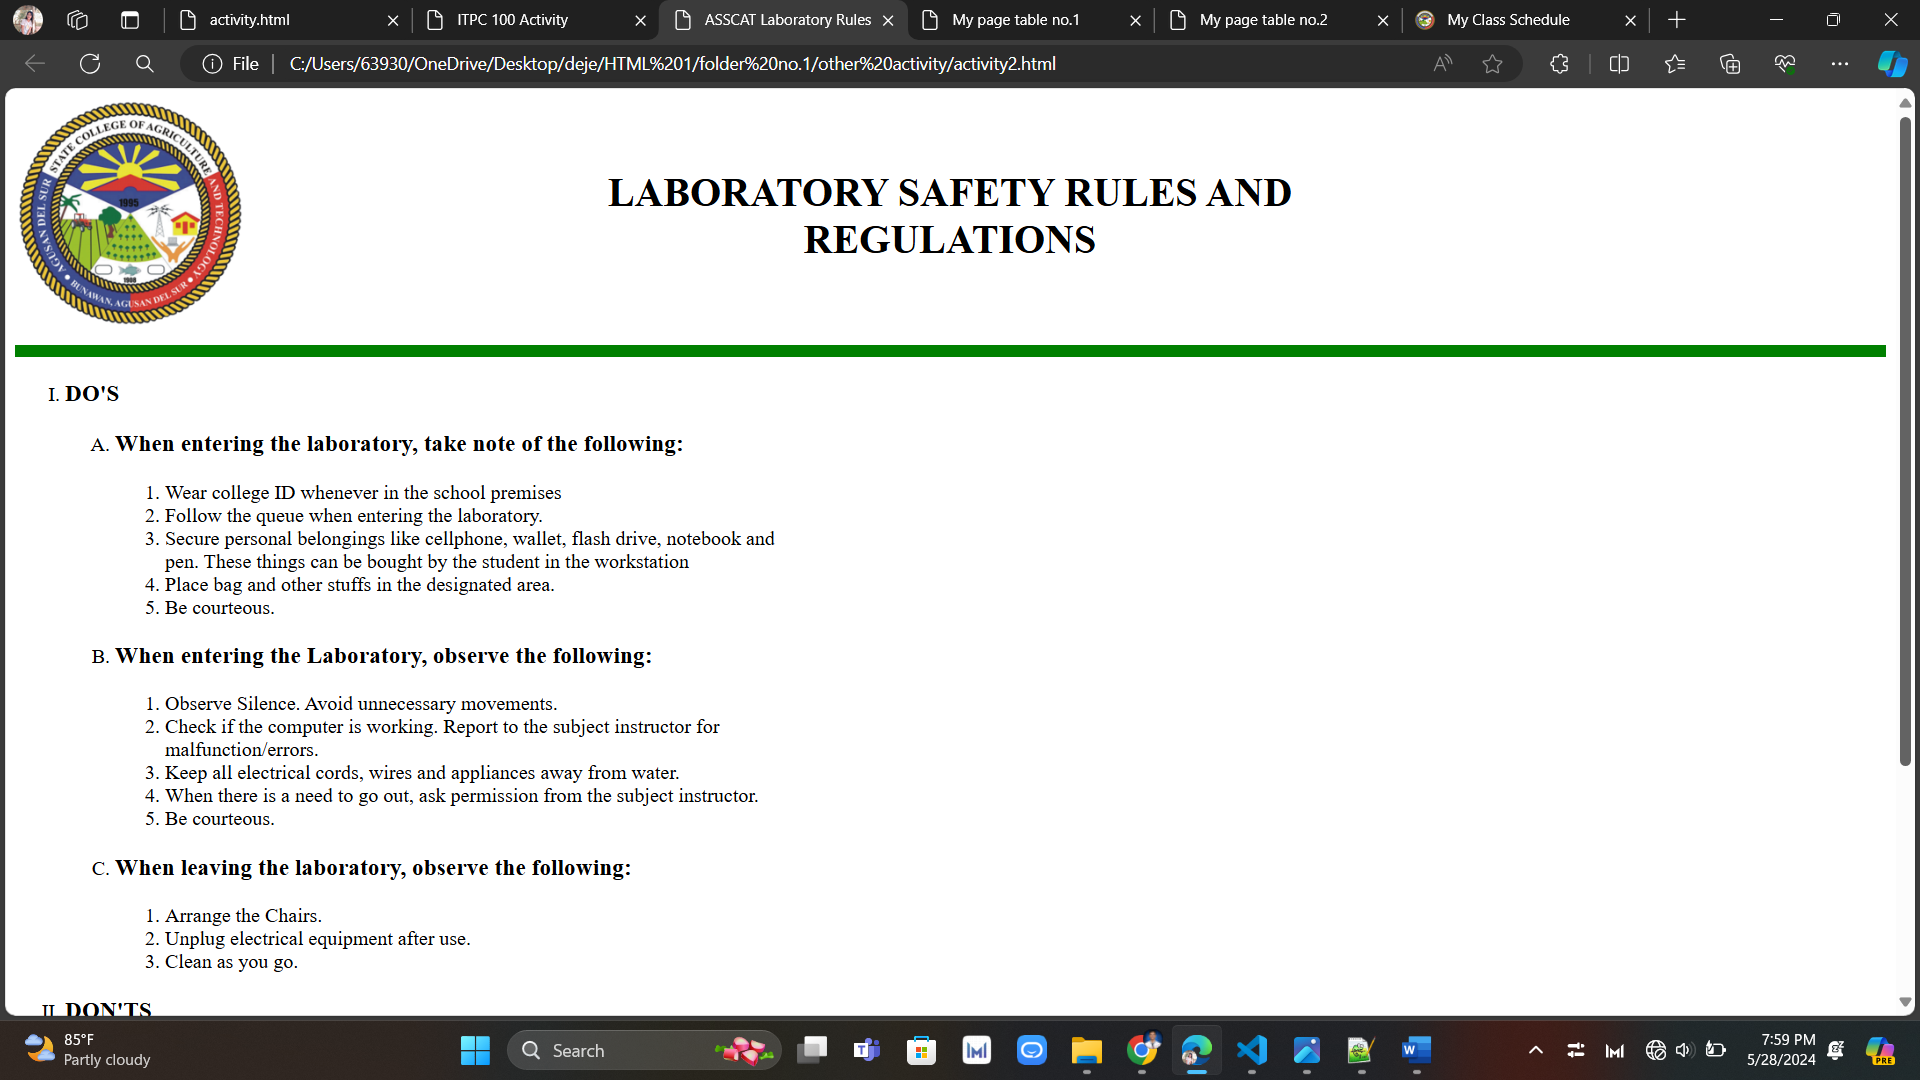 activity.html
ITPC 100 Activity
ASSCAT Laboratory Rules
My page table no.1
My page table no.2
My Class Schedule
File
C:/Users/63930/OneDrive/Desktop/deje/HTML%201/folder%20no.1/other%20activity/activity2.html
AGUSAN DEL SUR STATE COLLEGE OF AGRICULTURE AND TECHNOLOGY
1995
1908
BUNAWAN, AGUSAN DEL SUR
LABORATORY SAFETY RULES AND
REGULATIONS
I. DO'S
A. When entering the laboratory, take note of the following:
1. Wear college ID whenever in the school premises
2. Follow the queue when entering the laboratory.
3. Secure personal belongings like cellphone, wallet, flash drive, notebook and
pen. These things can be bought by the student in the workstation
4. Place bag and other stuffs in the designated area.
5. Be courteous.
B. When entering the Laboratory, observe the following:
1. Observe Silence. Avoid unnecessary movements.
2. Check if the computer is working. Report to the subject instructor for
malfunction/errors.
3. Keep all electrical cords, wires and appliances away from water.
4. When there is a need to go out, ask permission from the subject instructor.
5. Be courteous.
C. When leaving the laboratory, observe the following:
1. Arrange the Chairs.
2. Unplug electrical equipment after use.
3. Clean as you go.
II. DON'TS
85°F
Partly cloudy
Search
7:59 PM
5/28/2024
PRE